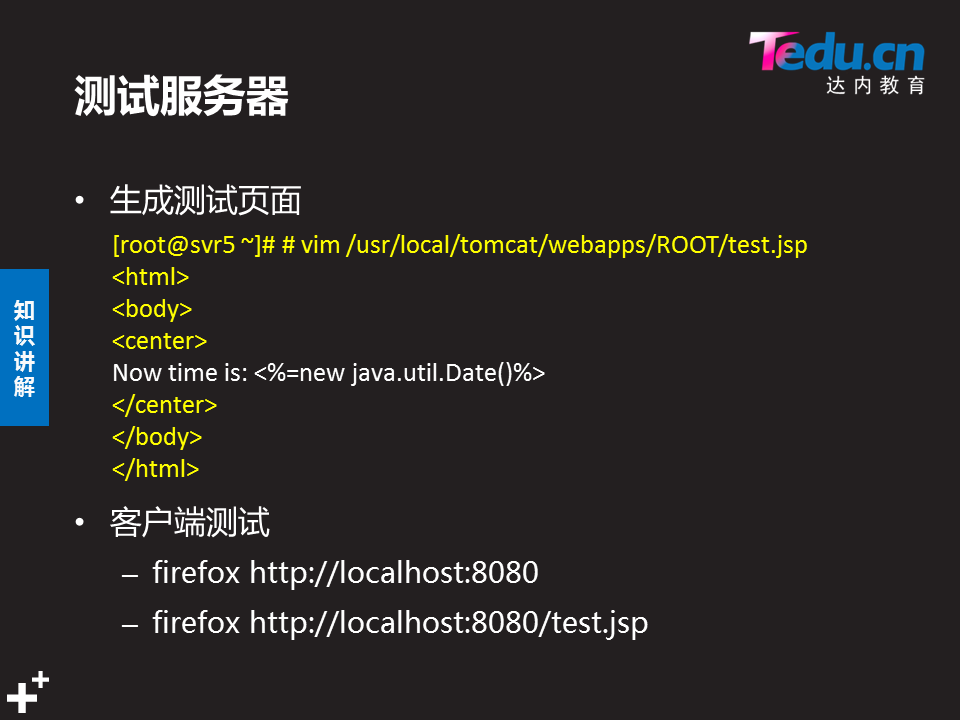 Tedu.cn
达内教育
测试服务器
• 生成测试页面
[root@svr5 ~]# # vim /usr/local/tomcat/webapps/ROOT/test.jsp
<html>
<body>
<center>
Now time is: <%=new java.util.Date()%>
</center>
</body>
</html>
知识讲解
• 客户端测试
– firefox http://localhost:8080
– firefox http://localhost:8080/test.jsp